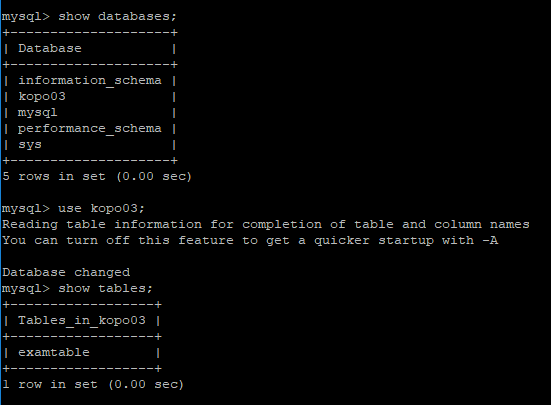 mysql> show databases;
+--------------------+
| Database           |
+--------------------+
| information_schema |
| kopo03             |
| mysql              |
| performance_schema |
| sys                |
+--------------------+
5 rows in set (0.00 sec)
mysql> use kopo03;
Reading table information for completion of table and column names
You can turn off this feature to get a quicker startup with -A
Database changed
mysql> show tables;
+------------------+
| Tables_in_kopo03 |
+------------------+
| examtable        |
+------------------+
1 row in set (0.00 sec)